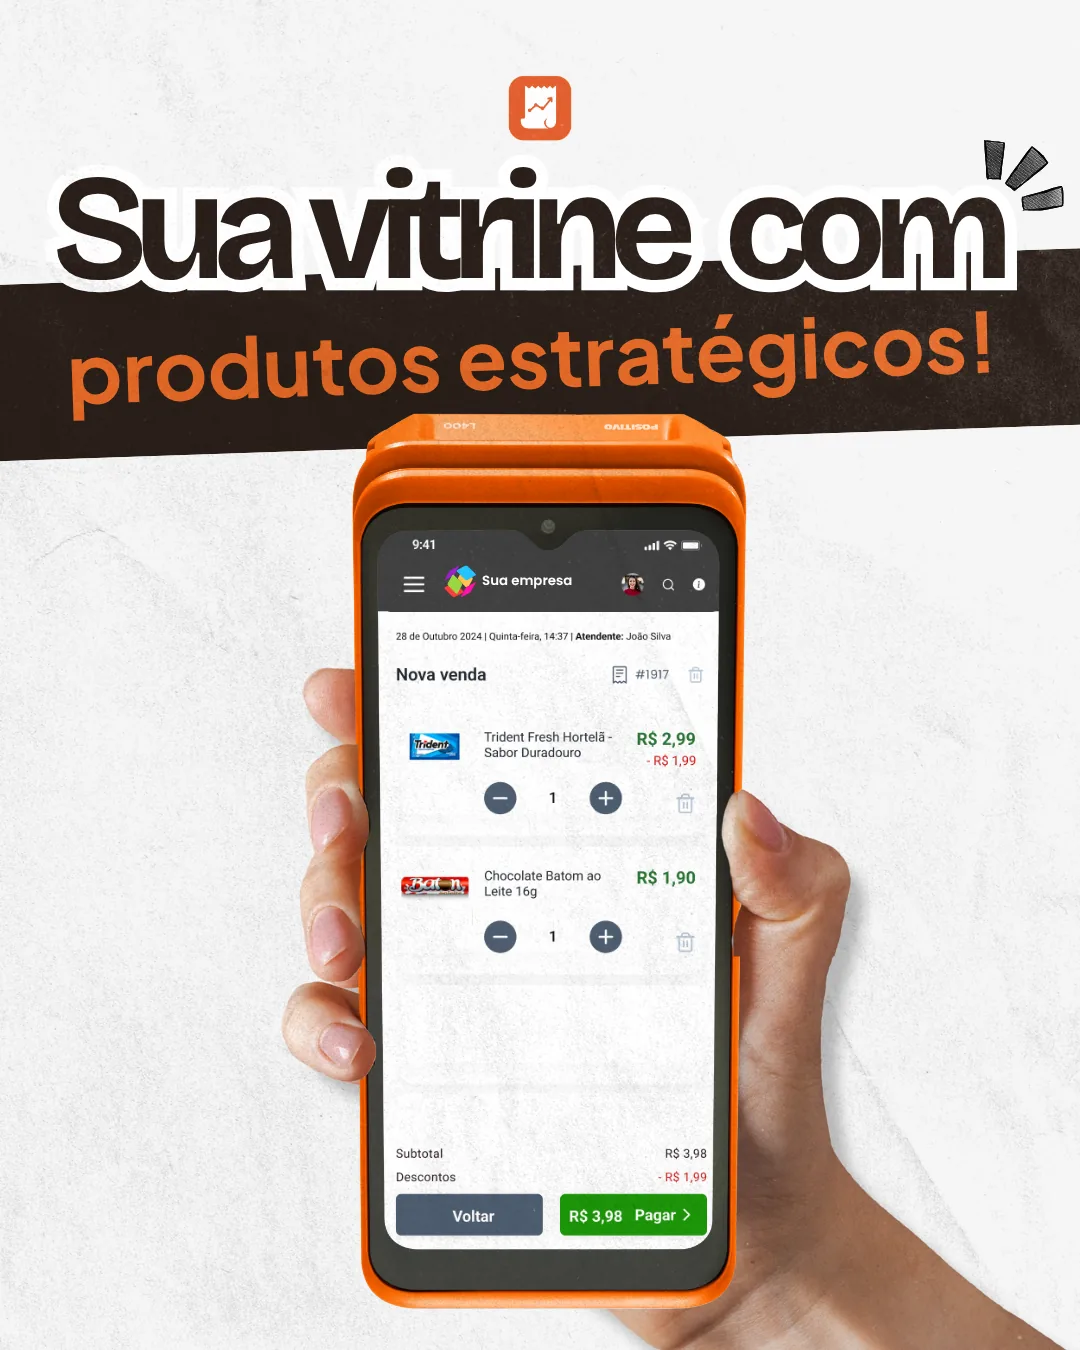 Sua vitrine com
produtos estratégicos!
L400
POSITIVO
9:41
Sua empresa
28 de Outubro 2024 | Quinta-feira, 14:37 | Atendente: João Silva
Nova venda
#1917
Trident
Trident Fresh Hortelã -
Sabor Duradouro
R$ 2,99
- R$ 1,99
1
Baton
Chocolate Batom ao
Leite 16g
R$ 1,90
1
Subtotal
R$ 3,98
Descontos
- R$ 1,99
Voltar
R$ 3,98 Pagar